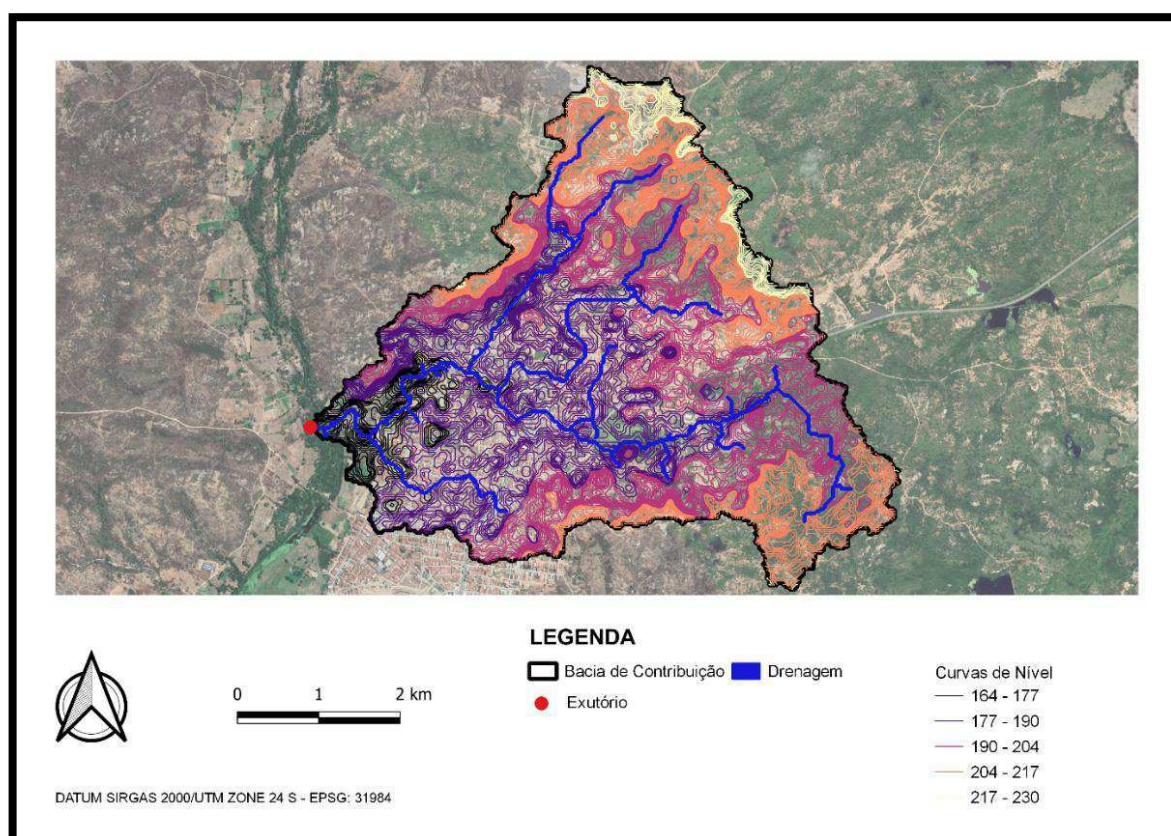 LEGENDA
Bacia de Contribuição
Drenagem
Exutório
0 1 2 km
Curvas de Nível
164 - 177
177 - 190
190 - 204
204 - 217
217 - 230
DATUM SIRGAS 2000/UTM ZONE 24 S - EPSG: 31984